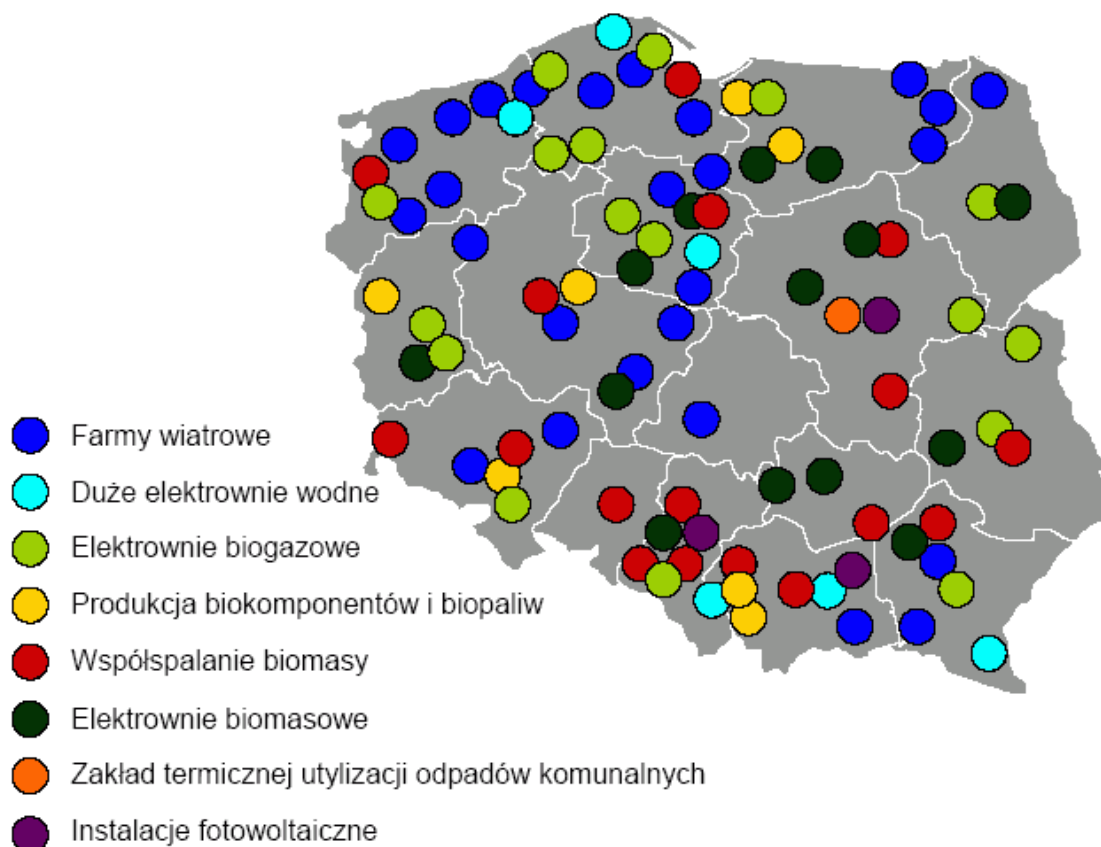 Farmy wiatrowe
Duże elektrownie wodne
Elektrownie biogazowe
Produkcja biokomponentów i biopaliw
Współspalanie biomasy
Elektrownie biomasowe
Zakład termicznej utylizacji odpadów komunalnych
Instalacje fotowoltaiczne